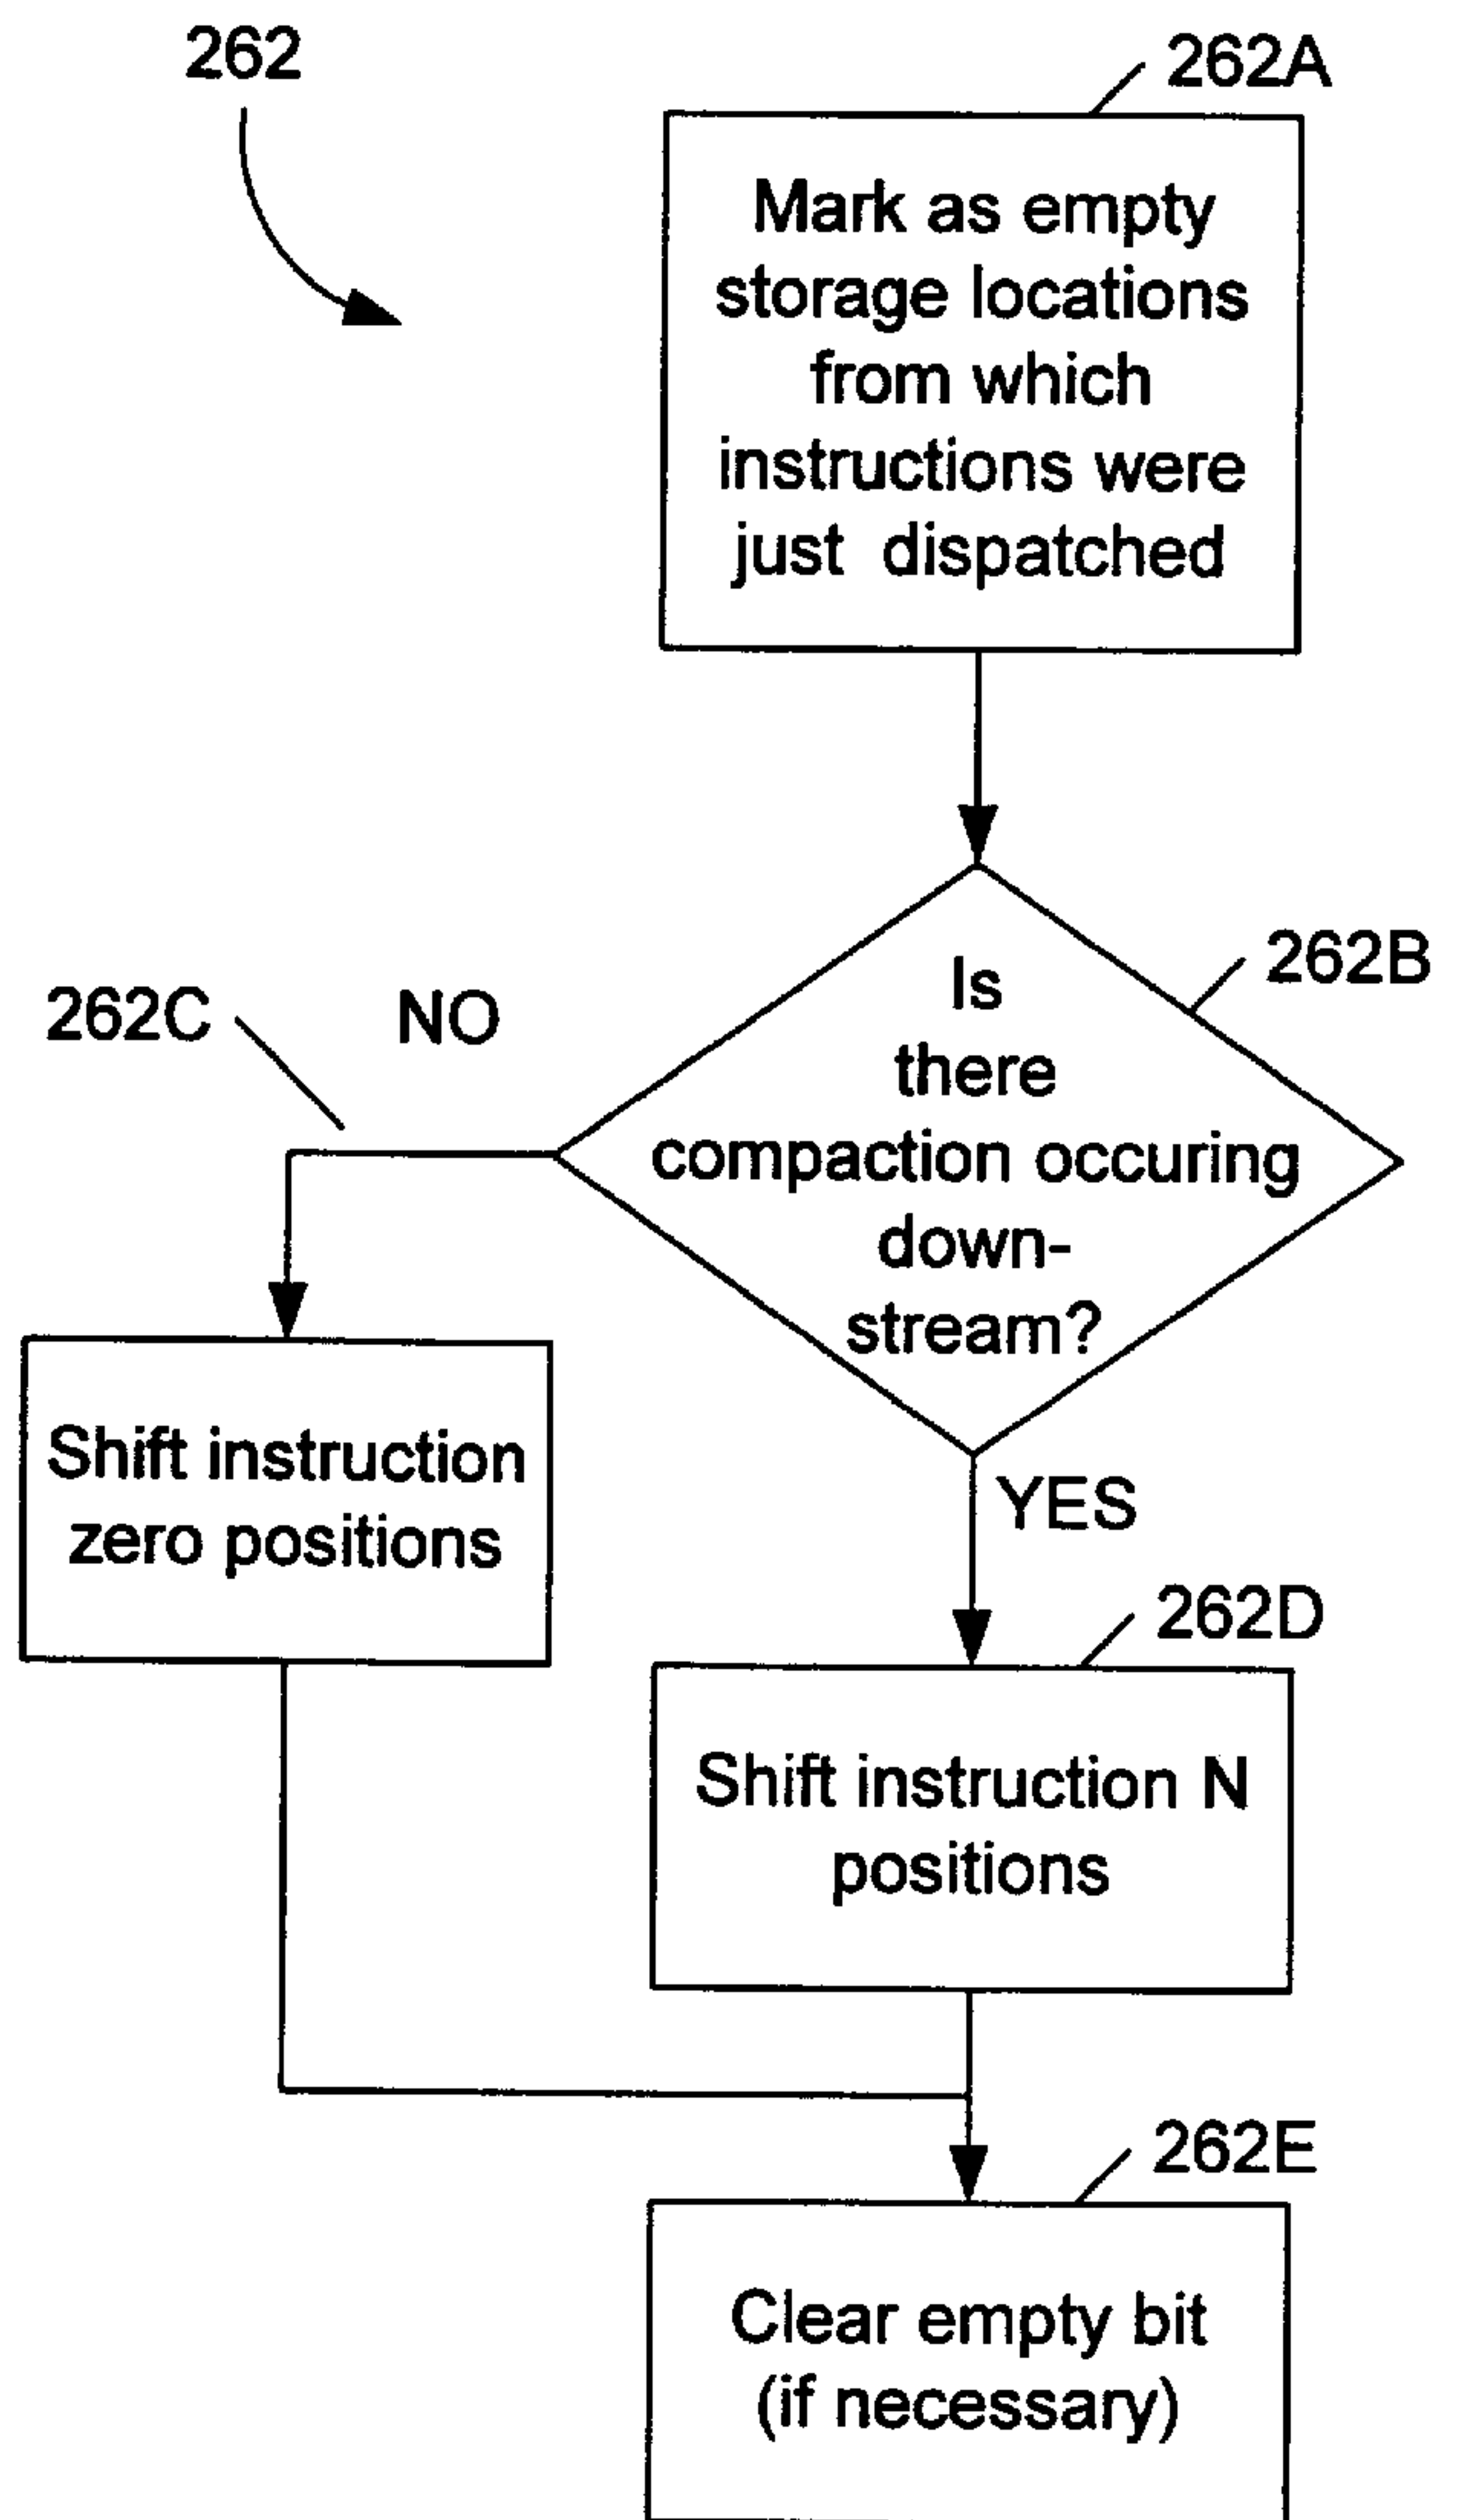 262
262A
Mark as empty
storage locations
from which
instructions were
just dispatched
262B
Is
there
compaction occuring
down-
stream?
262C
NO
YES
Shift instruction
zero positions
262D
Shift instruction N
positions
262E
Clear empty bit
(if necessary)